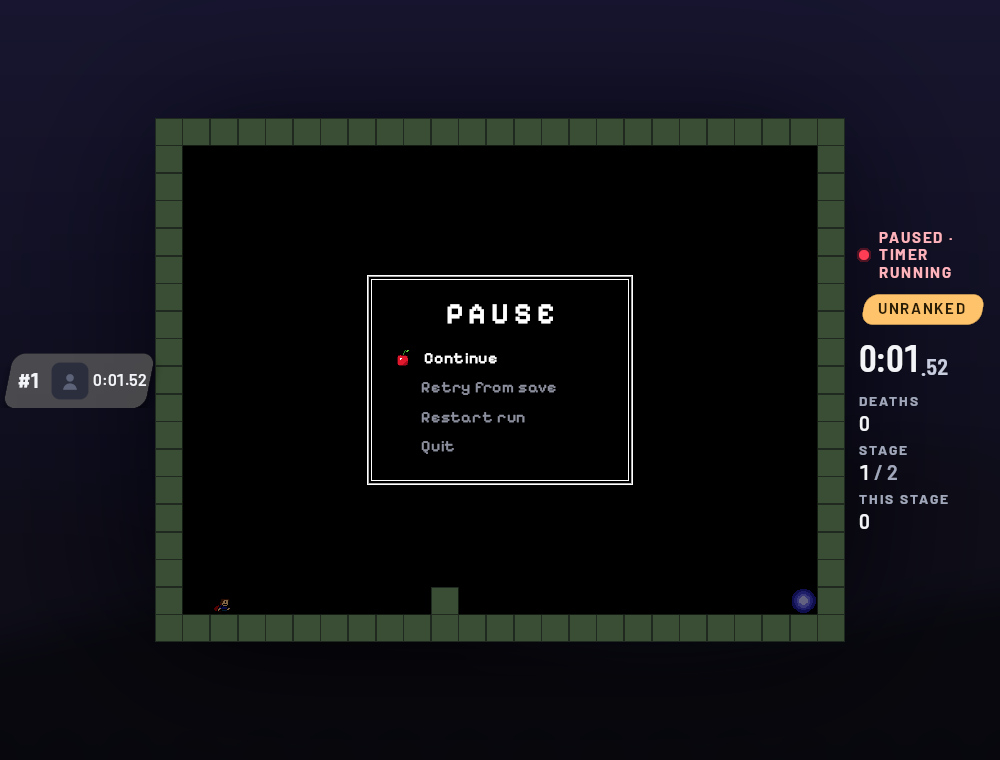 #1 0:01.52
PAUSE
Continue
Retry from save
Restart run
Quit
PAUSED ·
TIMER
RUNNING
UNRANKED
0:01.52
DEATHS
0
STAGE
1 / 2
THIS STAGE
0